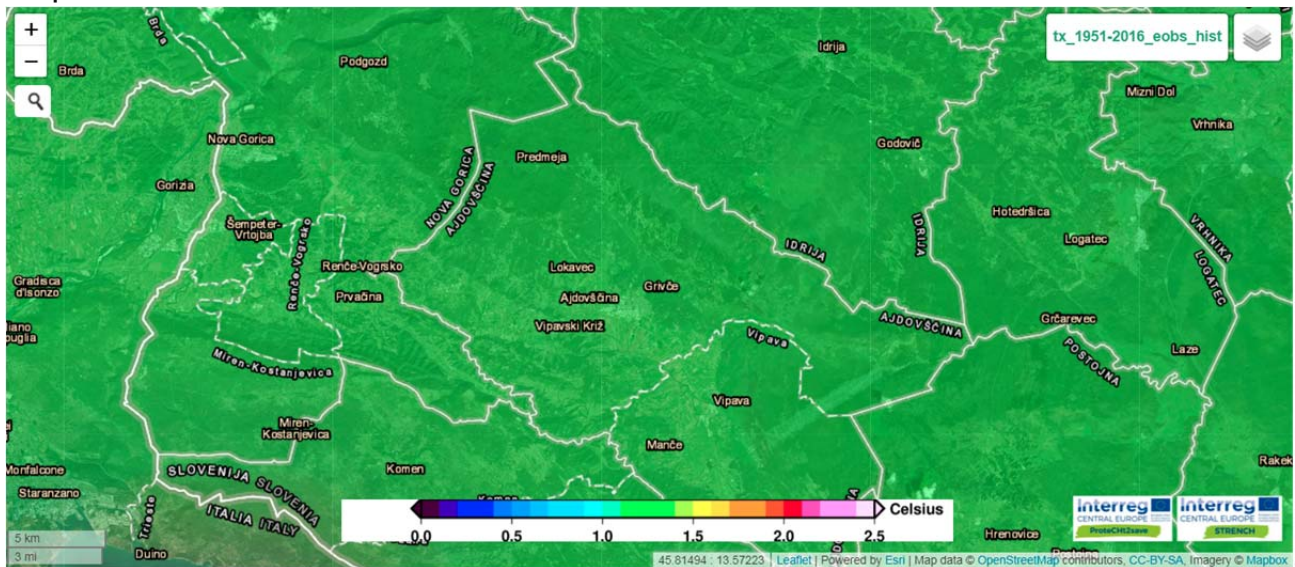 +
−
tx_1951-2016_eobs_hist
Brda
Brda
Podgozd
Idrija
Mizni Dol
Vrhnika
Nova Gorica
Godovič
Predmeja
NOVA GORICA
AJDOVŠČINA
Gorizia
Šempeter-
Vrtojba
Renče-Vogrsko
Hotedršica
Logatec
IDRIJA
IDRIJA
VRHNIKA
LOGATEC
Renče-Vogrsko
Lokavec
Gradisca
d'Isonzo
Prvačina
Ajdovščina
Grivče
Vipavski Križ
Vipava
AJDOVŠČINA
Grčarevec
POSTOJNA
Laze
Miren-Kostanjevica
Vipava
Miren-
Kostanjevica
Manče
Monfalcone
Komen
Rakek
SLOVENIJA SLOVENIA
Staranzano
ITALIA ITALY
Trieste
Duino
Celsius
0.0 0.5 1.0 1.5 2.0 2.5
Interreg
CENTRAL EUROPE
ProteCHt2save
Interreg
CENTRAL EUROPE
STRENCH
Hrenovice
Postojna
5 km
3 mi
45.81494 : 13.57223 Leaflet | Powered by Esri | Map data © OpenStreetMap contributors, CC-BY-SA, Imagery © Mapbox